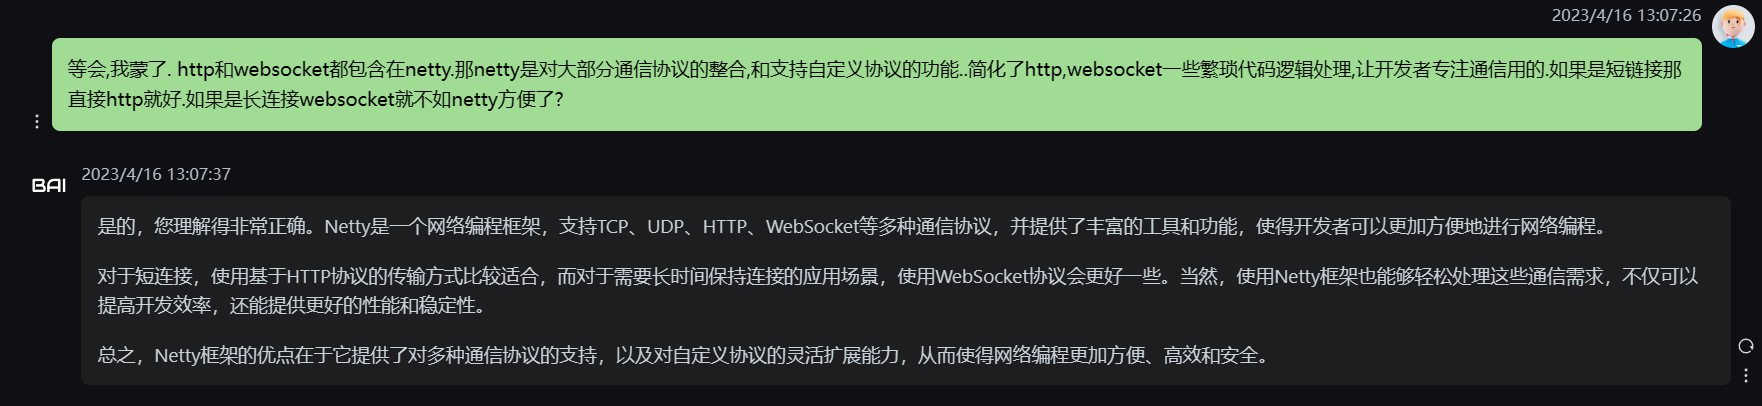 2023/4/16 13:07:26
等会,我蒙了. http和websocket都包含在netty.那netty是对大部分通信协议的整合,和支持自定义协议的功能..简化了http,websocket一些繁琐代码逻辑处理,让开发者专注通信用的.如果是短链接那
直接http就好.如果是长连接websocket就不如netty方便了?
BAI
2023/4/16 13:07:37
是的，您理解得非常正确。Netty是一个网络编程框架，支持TCP、UDP、HTTP、WebSocket等多种通信协议，并提供了丰富的工具和功能，使得开发者可以更加方便地进行网络编程。
对于短连接，使用基于HTTP协议的传输方式比较适合，而对于需要长时间保持连接的应用场景，使用WebSocket协议会更好一些。当然，使用Netty框架也能够轻松处理这些通信需求，不仅可以
提高开发效率，还能提供更好的性能和稳定性。
总之，Netty框架的优点在于它提供了对多种通信协议的支持，以及对自定义协议的灵活扩展能力，从而使得网络编程更加方便、高效和安全。